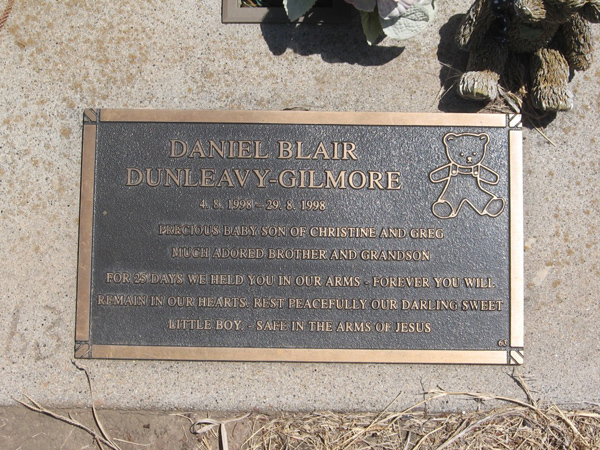 DANIEL BLAIR
DUNLEAVY-GILMORE
4. 8. 1998 - 29. 8. 1998
PRECIOUS BABY SON OF CHRISTINE AND GREG
MUCH ADORED BROTHER AND GRANDSON
FOR 25 DAYS WE HELD YOU IN OUR ARMS - FOREVER YOU WILL
REMAIN IN OUR HEARTS- REST PEACEFULLY OUR DARLING SWEET
LITTLE BOY. - SAFE IN THE ARMS OF JESUS